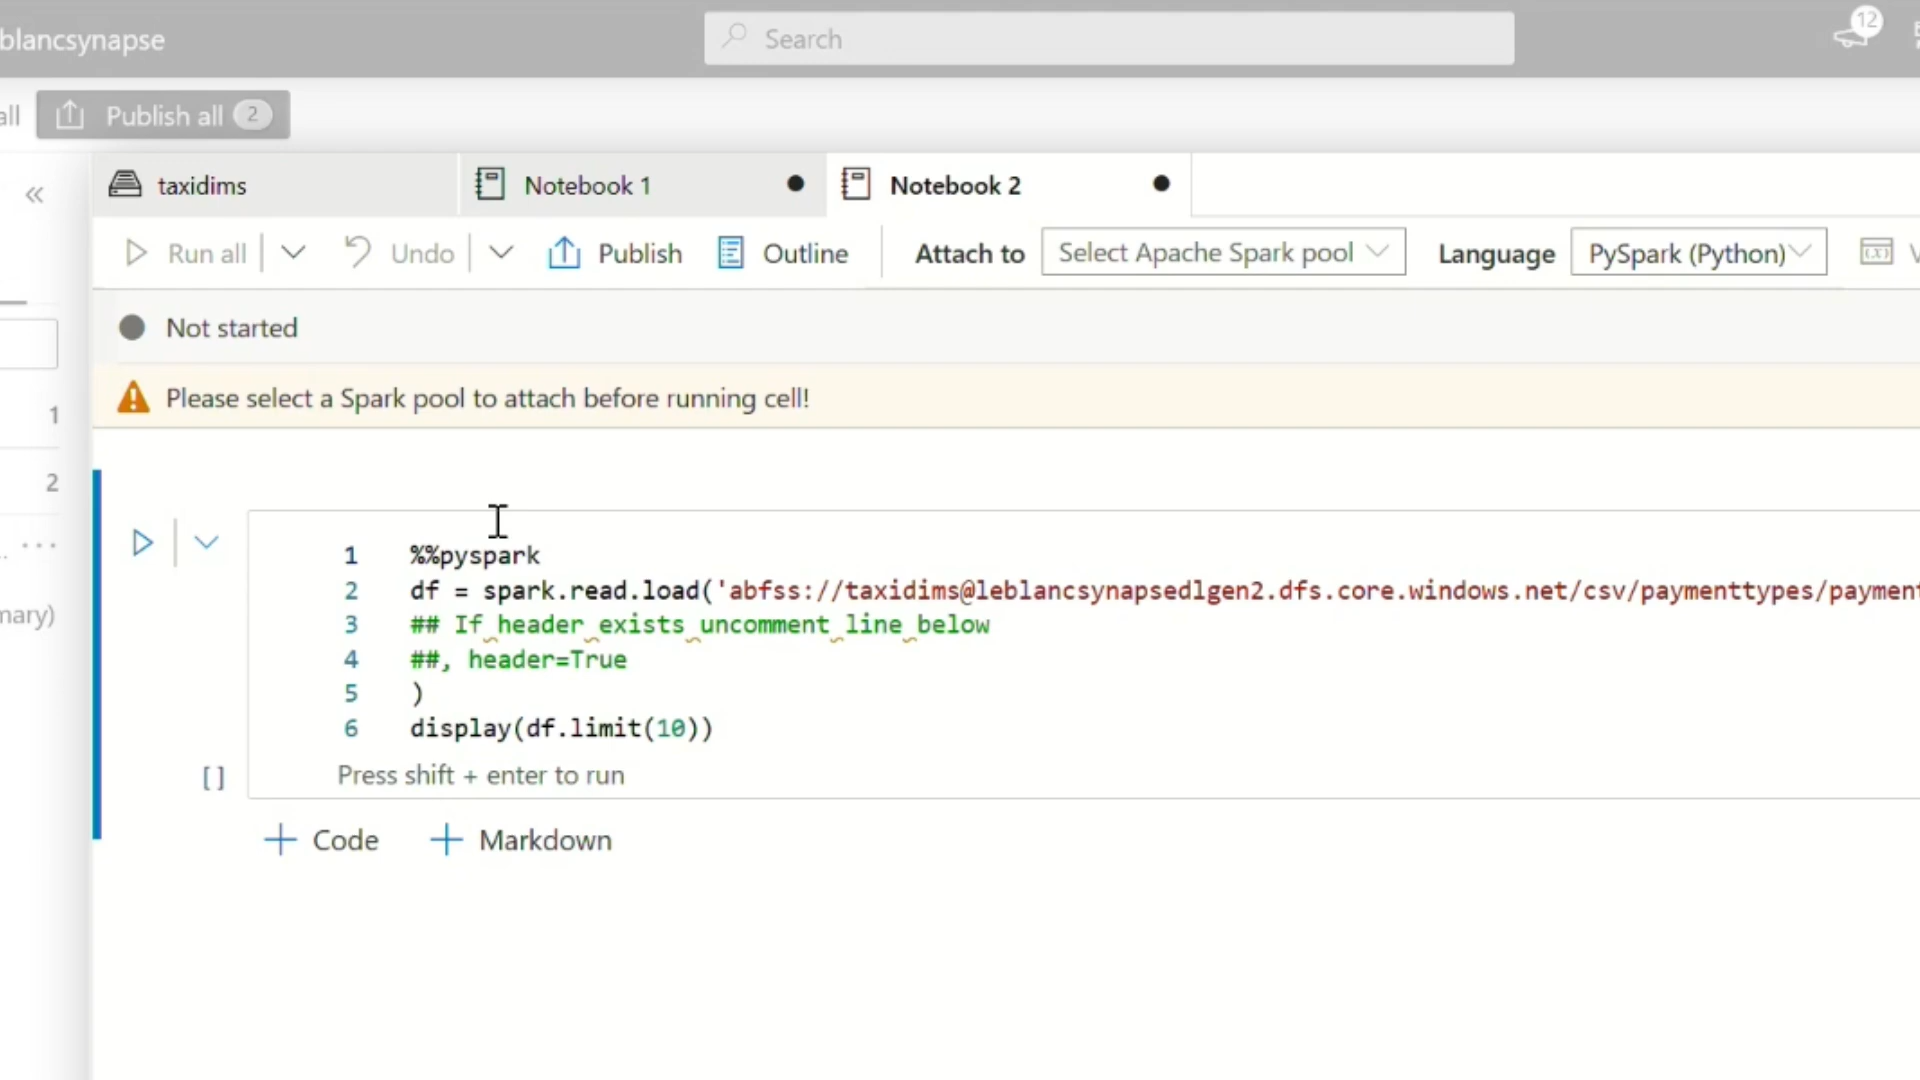 blancsynapse
Search
12
all
Publish all 2
taxidims
Notebook 1
Notebook 2
Run all
Undo
Publish
Outline
Attach to
Select Apache Spark pool
Language
PySpark (Python)
Not started
Please select a Spark pool to attach before running cell!
1
2
...
mary)
1 %%pyspark
2 df = spark.read.load('abfss://taxidims@leblancsynapsedlgen2.dfs.core.windows.net/csv/paymenttypes/payment
3 ## If header exists uncomment line below
4 ##, header=True
5 )
6 display(df.limit(10))
[ ]
Press shift + enter to run
+ Code
+ Markdown